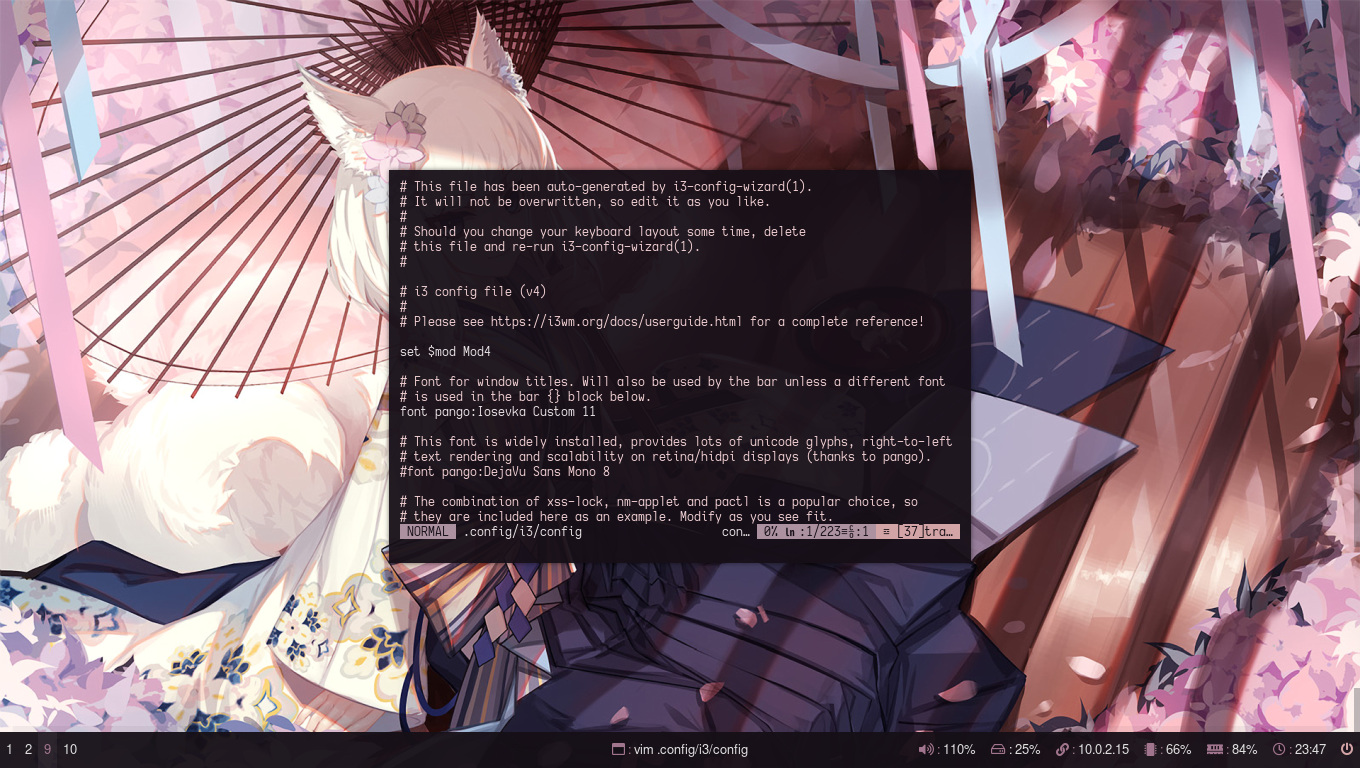 # This file has been auto-generated by i3-config-wizard(1).
# It will not be overwritten, so edit it as you like.
#
# Should you change your keyboard layout some time, delete
# this file and re-run i3-config-wizard(1).
#
# i3 config file (v4)
#
# Please see https://i3wm.org/docs/userguide.html for a complete reference!
set $mod Mod4
# Font for window titles. Will also be used by the bar unless a different font
# is used in the bar {} block below.
font pango:Iosevka Custom 11
# This font is widely installed, provides lots of unicode glyphs, right-to-left
# text rendering and scalability on retina/hidpi displays (thanks to pango).
#font pango:DejaVu Sans Mono 8
# The combination of xss-lock, nm-applet and pactl is a popular choice, so
# they are included here as an example. Modify as you see fit.
NORMAL .config/i3/config con… 0% ln :1/223≡:1 ≡ [37]tra…
1 2 9 10 : vim .config/i3/config : 110% : 25% : 10.0.2.15 : 66% : 84% : 23:47